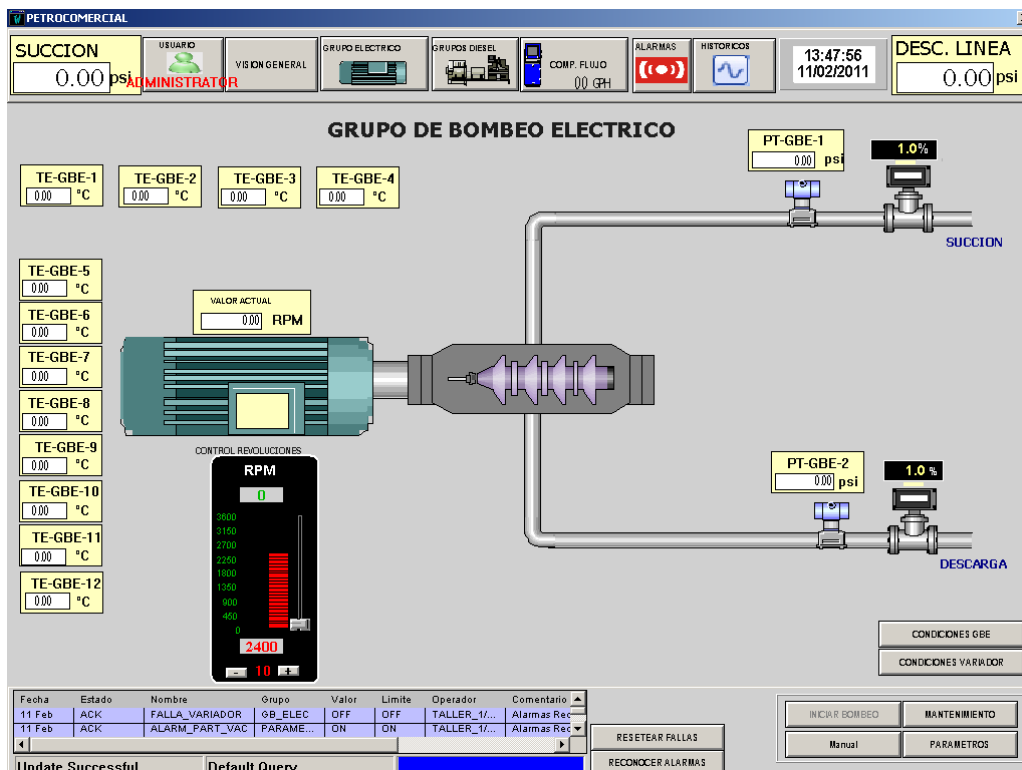 PETROCOMERCIAL
SUCCION
0.00 psi
USUARIO
ADMINISTRATOR
VISION GENERAL
GRUPO ELECTRICO
GRUPOS DIESEL
COMP. FLUJO
00 GPH
ALARMAS
HISTORICOS
13:47:56
11/02/2011
DESC. LINEA
0.00 psi
GRUPO DE BOMBEO ELECTRICO
TE-GBE-1
0.00 °C
TE-GBE-2
0.00 °C
TE-GBE-3
0.00 °C
TE-GBE-4
0.00 °C
PT-GBE-1
0.00 psi
1.0%
SUCCION
TE-GBE-5
0.00 °C
TE-GBE-6
0.00 °C
TE-GBE-7
0.00 °C
TE-GBE-8
0.00 °C
TE-GBE-9
0.00 °C
TE-GBE-10
0.00 °C
TE-GBE-11
0.00 °C
TE-GBE-12
0.00 °C
VALOR ACTUAL
0.00 RPM
CONTROL REVOLUCIONES
RPM
0
3600
3150
2700
2250
1800
1350
900
450
0
2400
- 10 +
PT-GBE-2
0.00 psi
1.0 %
DESCARGA
CONDICIONES GBE
CONDICIONES VARIADOR
Fecha Estado Nombre Grupo Valor Limite Operador Comentario
11 Feb ACK FALLA_VARIADOR GB_ELEC OFF OFF TALLER_1/... Alarmas Rec
11 Feb ACK ALARM_PART_VAC PARAME... ON ON TALLER_1/... Alarmas Rec
Update Successful Default Query
RESETEAR FALLAS
RECONOCER ALARMAS
INICIAR BOMBEO
MANTENIMIENTO
Manual
PARAMETROS